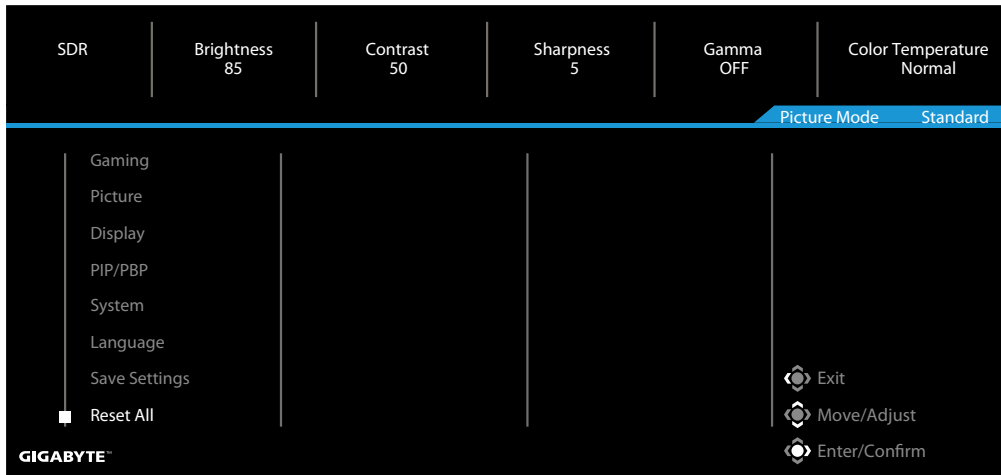 SDR
Brightness
85
Contrast
50
Sharpness
5
Gamma
OFF
Color Temperature
Normal
Picture Mode Standard
Gaming
Picture
Display
PIP/PBP
System
Language
Save Settings
Reset All
Exit
Move/Adjust
Enter/Confirm
GIGABYTE™